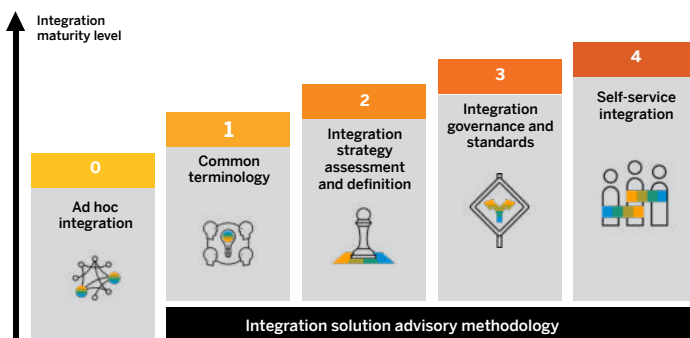 Integration
maturity level
0
Ad hoc
integration
1
Common
terminology
2
Integration
strategy
assessment
and definition
3
Integration
governance and
standards
4
Self-service
integration
Integration solution advisory methodology